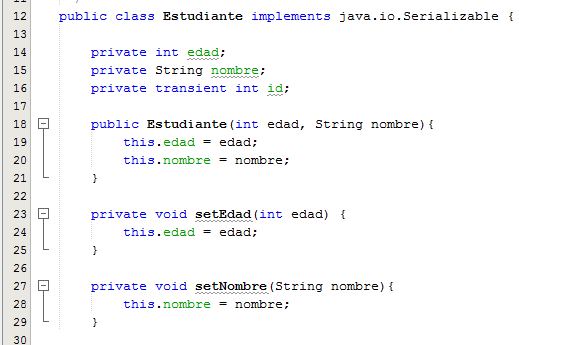 12 public class Estudiante implements java.io.Serializable {
13
14 private int edad;
15 private String nombre;
16 private transient int id;
17
18 public Estudiante(int edad, String nombre){
19 this.edad = edad;
20 this.nombre = nombre;
21 }
22
23 private void setEdad(int edad) {
24 this.edad = edad;
25 }
26
27 private void setNombre(String nombre){
28 this.nombre = nombre;
29 }
30